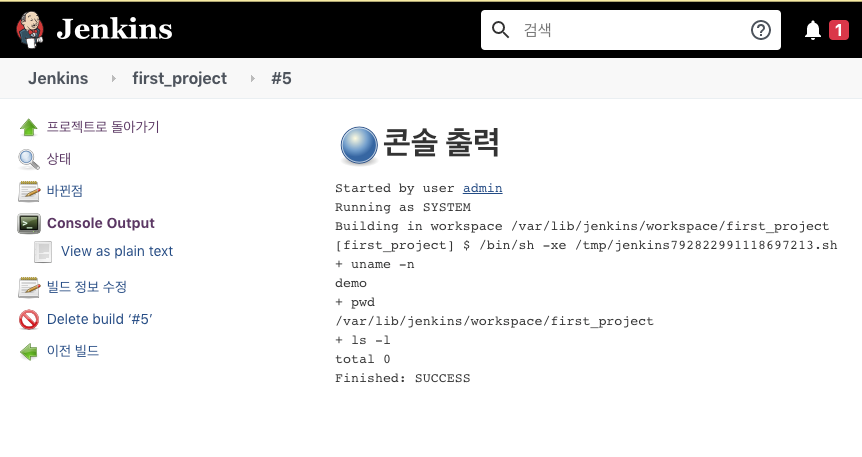 Jenkins
검색
1
Jenkins
first_project
#5
프로젝트로 돌아가기
상태
바뀐점
Console Output
View as plain text
빌드 정보 수정
Delete build ‘#5’
이전 빌드
콘솔 출력
Started by user admin
Running as SYSTEM
Building in workspace /var/lib/jenkins/workspace/first_project
[first_project] $ /bin/sh -xe /tmp/jenkins792822991118697213.sh
+ uname -n
demo
+ pwd
/var/lib/jenkins/workspace/first_project
+ ls -l
total 0
Finished: SUCCESS